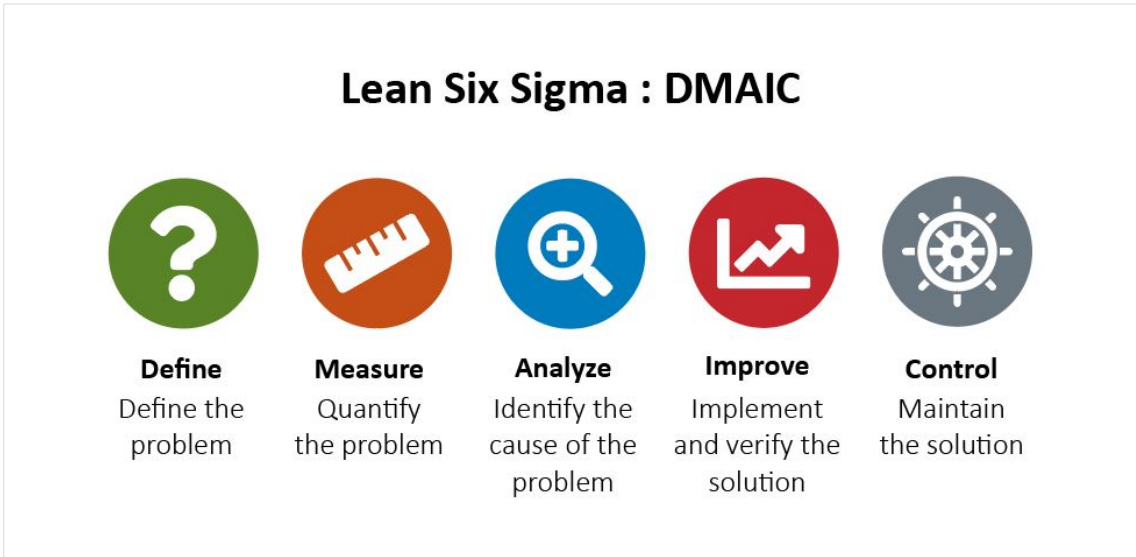 Lean Six Sigma : DMAIC
Define
Define the
problem
Measure
Quantify
the problem
Analyze
Identify the
cause of the
problem
Improve
Implement
and verify the
solution
Control
Maintain
the solution